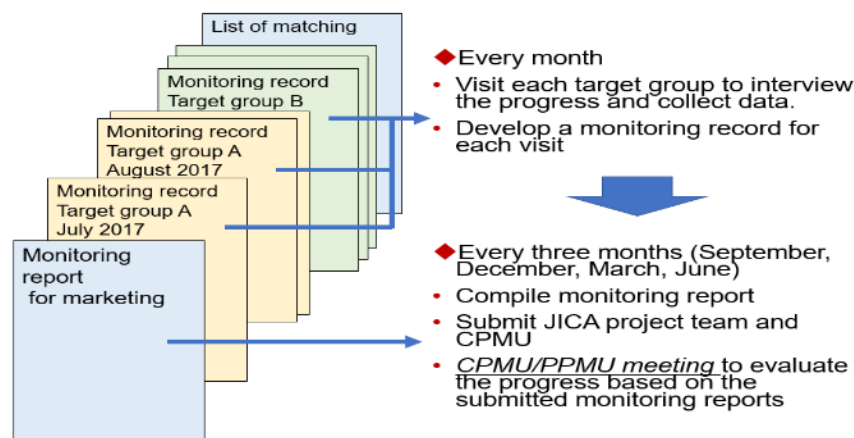 List of matching
Monitoring record
Target group B
Monitoring record
Target group A
August 2017
Monitoring record
Target group A
July 2017
Monitoring
report
for marketing
◆Every month
• Visit each target group to interview
the progress and collect data.
• Develop a monitoring record for
each visit
◆Every three months (September,
December, March, June)
• Compile monitoring report
• Submit JICA project team and
CPMU
• CPMU/PPMU meeting to evaluate
the progress based on the
submitted monitoring reports